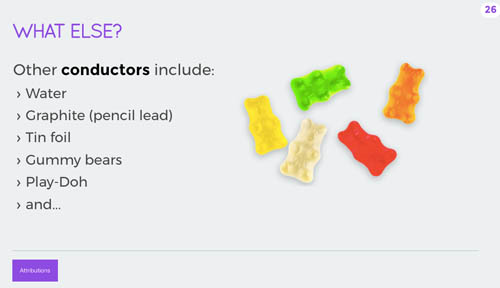 26
WHAT ELSE?
Other conductors include:
› Water
› Graphite (pencil lead)
› Tin foil
› Gummy bears
› Play-Doh
› and...
Attributions